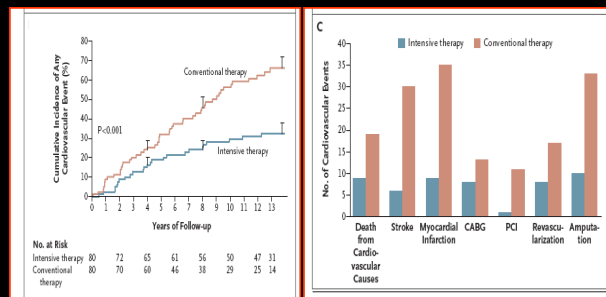 80
70
60
50
40
30
20
10
0
Cumulative Incidence of Any
Cardiovascular Event (%)
Conventional therapy
P<0.001
Intensive therapy
0 1 2 3 4 5 6 7 8 9 10 11 12 13
Years of Follow-up
No. at Risk
Intensive therapy 80 72 65 61 56 50 47 31
Conventional 80 70 60 46 38 29 25 14
therapy
C
Intensive therapy Conventional therapy
No. of Cardiovascular Events
40
35
30
25
20
15
10
5
0
Death Stroke Myocardial CABG PCI Revascu- Amputa-
from Infarction larization tion
Cardio-
vascular
Causes